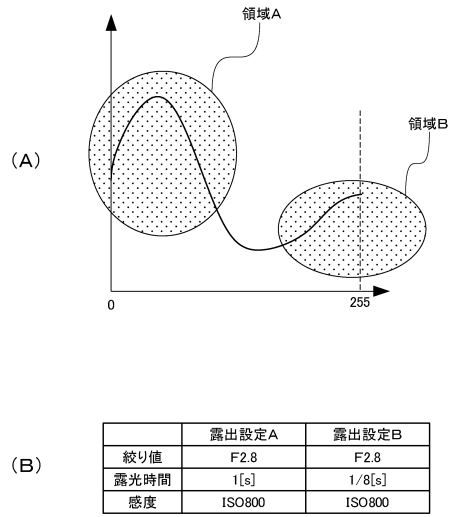 領域A
領域B
(A)
0
255
露出設定A 露出設定B
絞り値 F2.8 F2.8
(B)
露光時間 1[s] 1/8[s]
感度 ISO800 ISO800